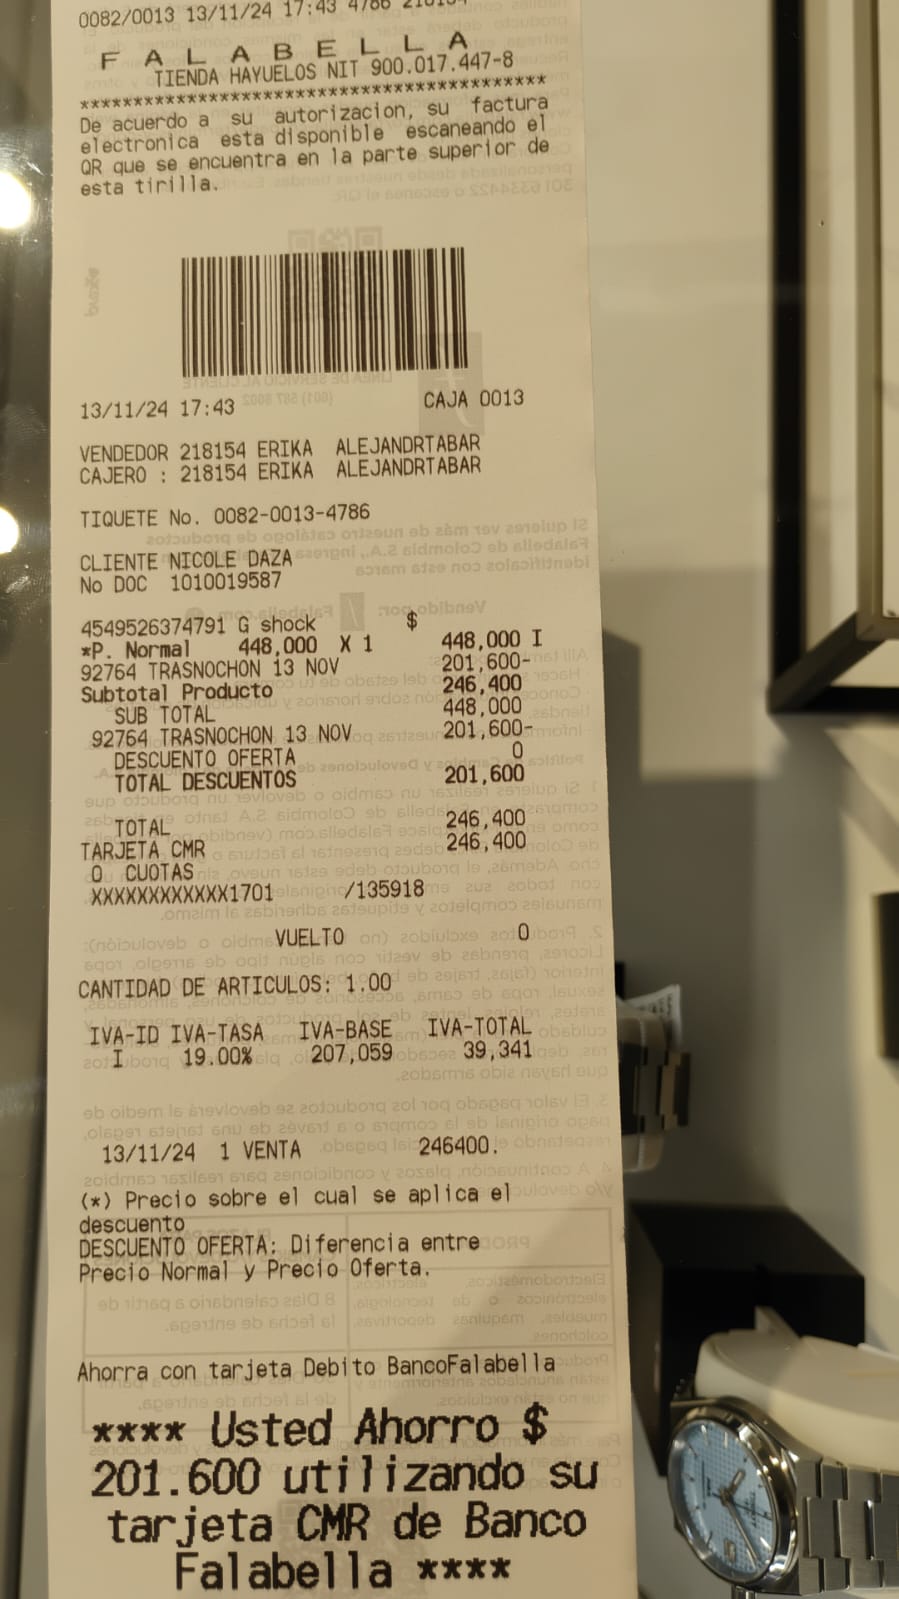 0082/0013 13/11/24 17:43 4786
F A L A B E L L A
TIENDA HAYUELOS NIT 900.017.447-8
******************************************
De acuerdo a su autorizacion, su factura
electronica esta disponible escaneando el
QR que se encuentra en la parte superior de
esta tirilla.
13/11/24 17:43 CAJA 0013
VENDEDOR 218154 ERIKA ALEJANDRTABAR
CAJERO : 218154 ERIKA ALEJANDRTABAR
TIQUETE No. 0082-0013-4786
CLIENTE NICOLE DAZA
No DOC 1010019587
4549526374791 G shock $
*P. Normal 448,000 X 1 448,000 I
92764 TRASNOCHON 13 NOV 201,600-
Subtotal Producto 246,400
SUB TOTAL 448,000
92764 TRASNOCHON 13 NOV 201,600-
DESCUENTO OFERTA 0
TOTAL DESCUENTOS 201,600
TOTAL 246,400
TARJETA CMR 246,400
0 CUOTAS
XXXXXXXXXXXX1701 /135918
VUELTO 0
CANTIDAD DE ARTICULOS: 1.00
IVA-ID IVA-TASA IVA-BASE IVA-TOTAL
I 19.00% 207,059 39,341
13/11/24 1 VENTA 246400.
(*) Precio sobre el cual se aplica el
descuento
DESCUENTO OFERTA: Diferencia entre
Precio Normal y Precio Oferta.
Ahorra con tarjeta Debito BancoFalabella
**** Usted Ahorro $
201.600 utilizando su
tarjeta CMR de Banco
Falabella ****